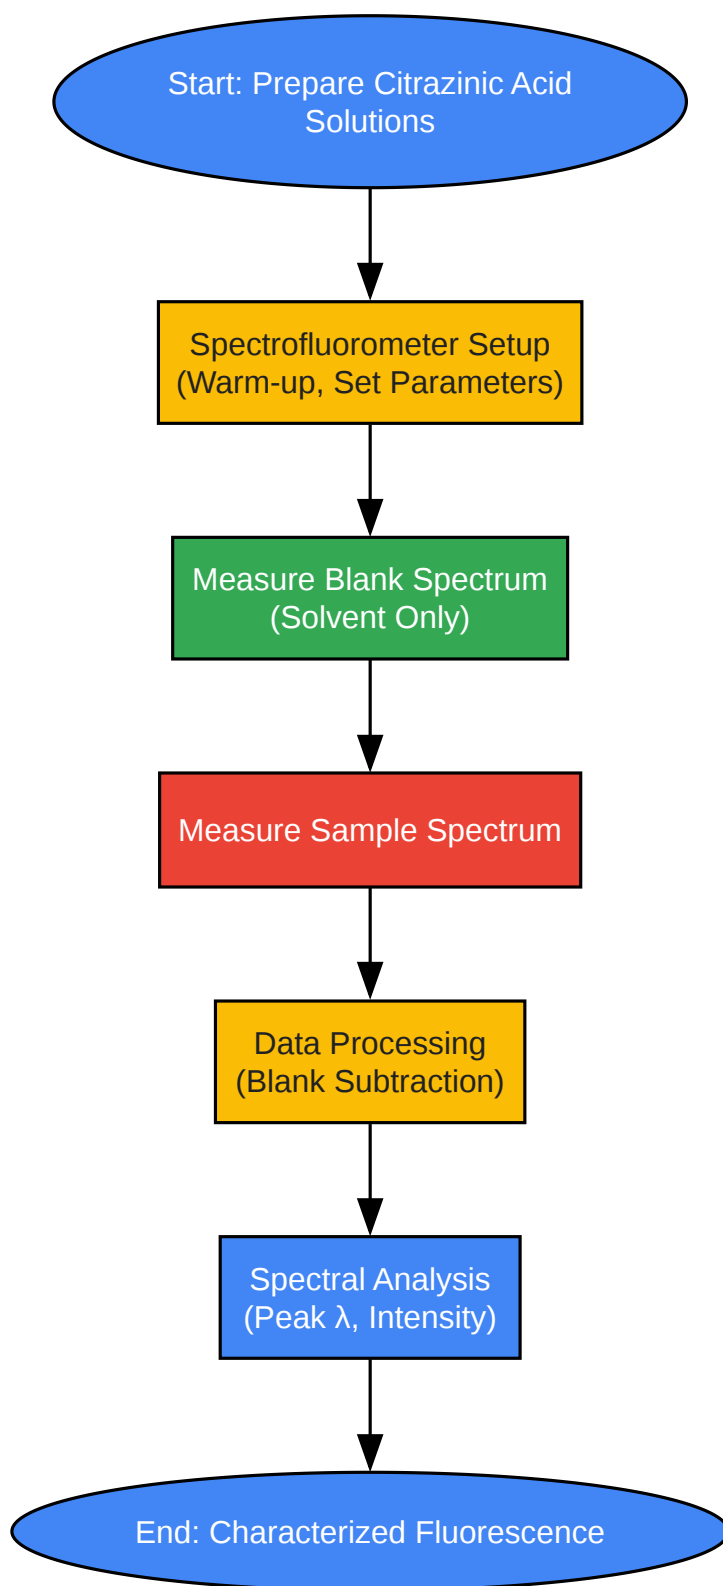 Start: Prepare Citrazinic Acid
Solutions
Spectrofluorometer Setup
(Warm-up, Set Parameters)
Measure Blank Spectrum
(Solvent Only)
Measure Sample Spectrum
Data Processing
(Blank Subtraction)
Spectral Analysis
(Peak λ, Intensity)
End: Characterized Fluorescence